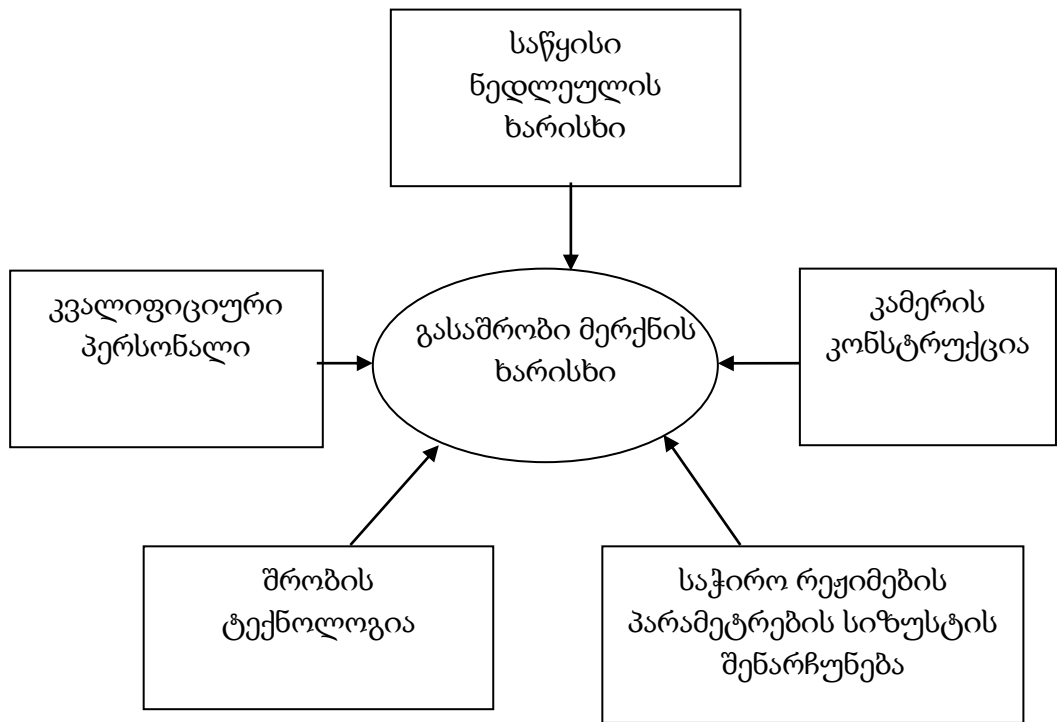 საწყისი
ნედლეულის
ხარისხი
კვალიფიციური
პერსონალი
გასაშრობი მერქნის
ხარისხი
კამერის
კონსტრუქცია
შრობის
ტექნოლოგია
საჭირო რეჟიმების
პარამეტრების სიზუსტის
შენარჩუნება